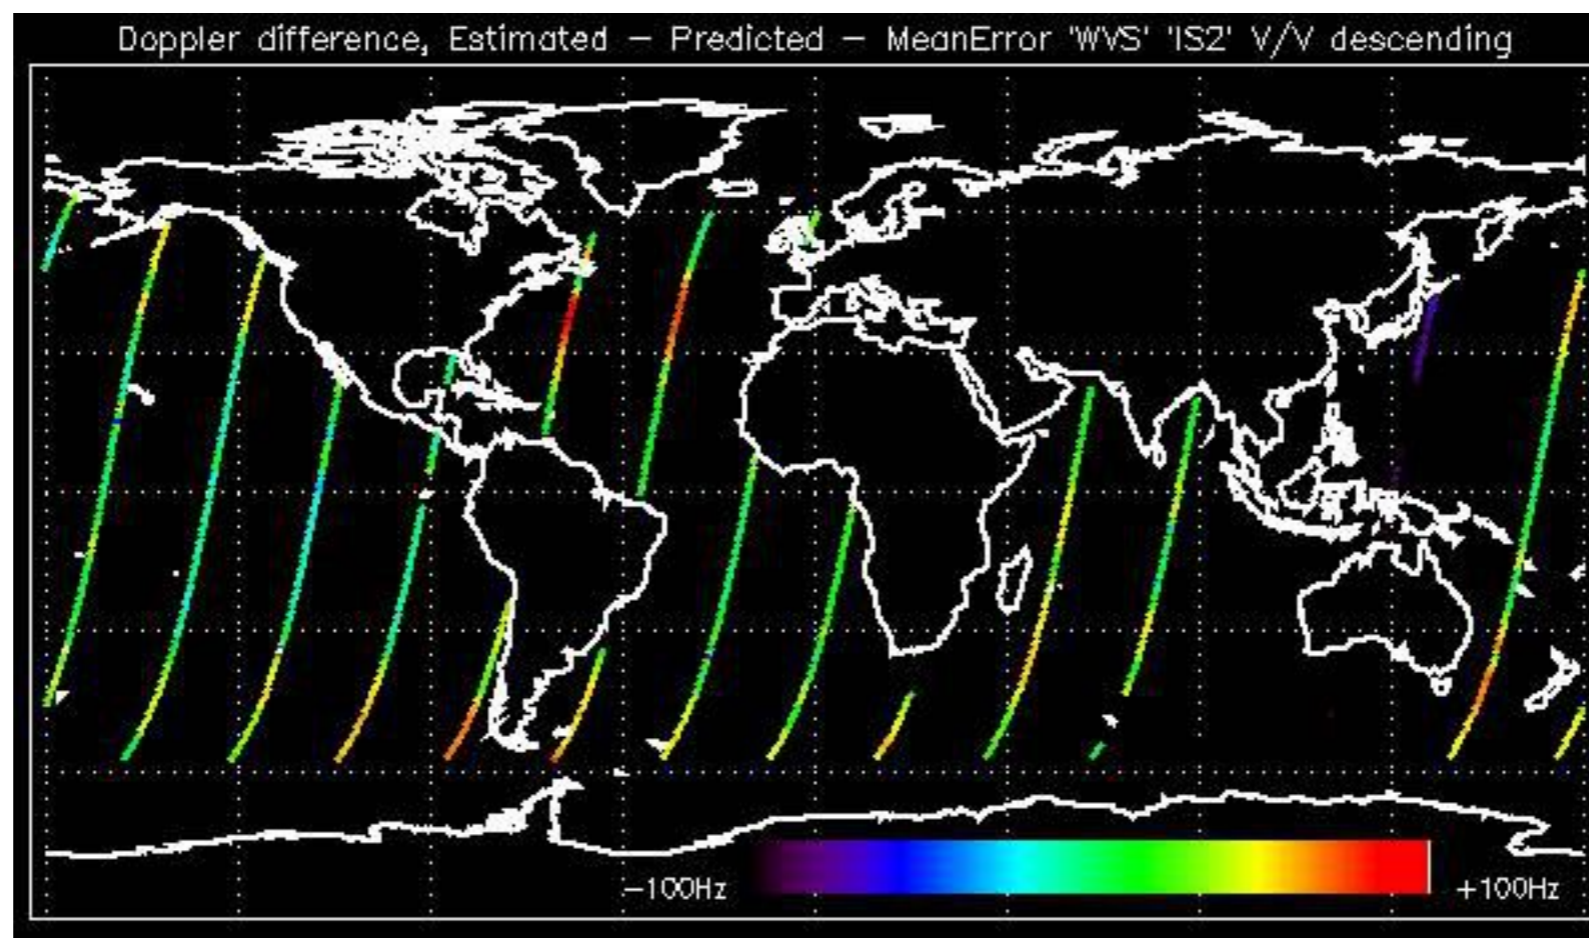 Doppler difference, Estimated – Predicted – MeanError 'WVS' 'IS2' V/V descending
–100Hz
+100Hz